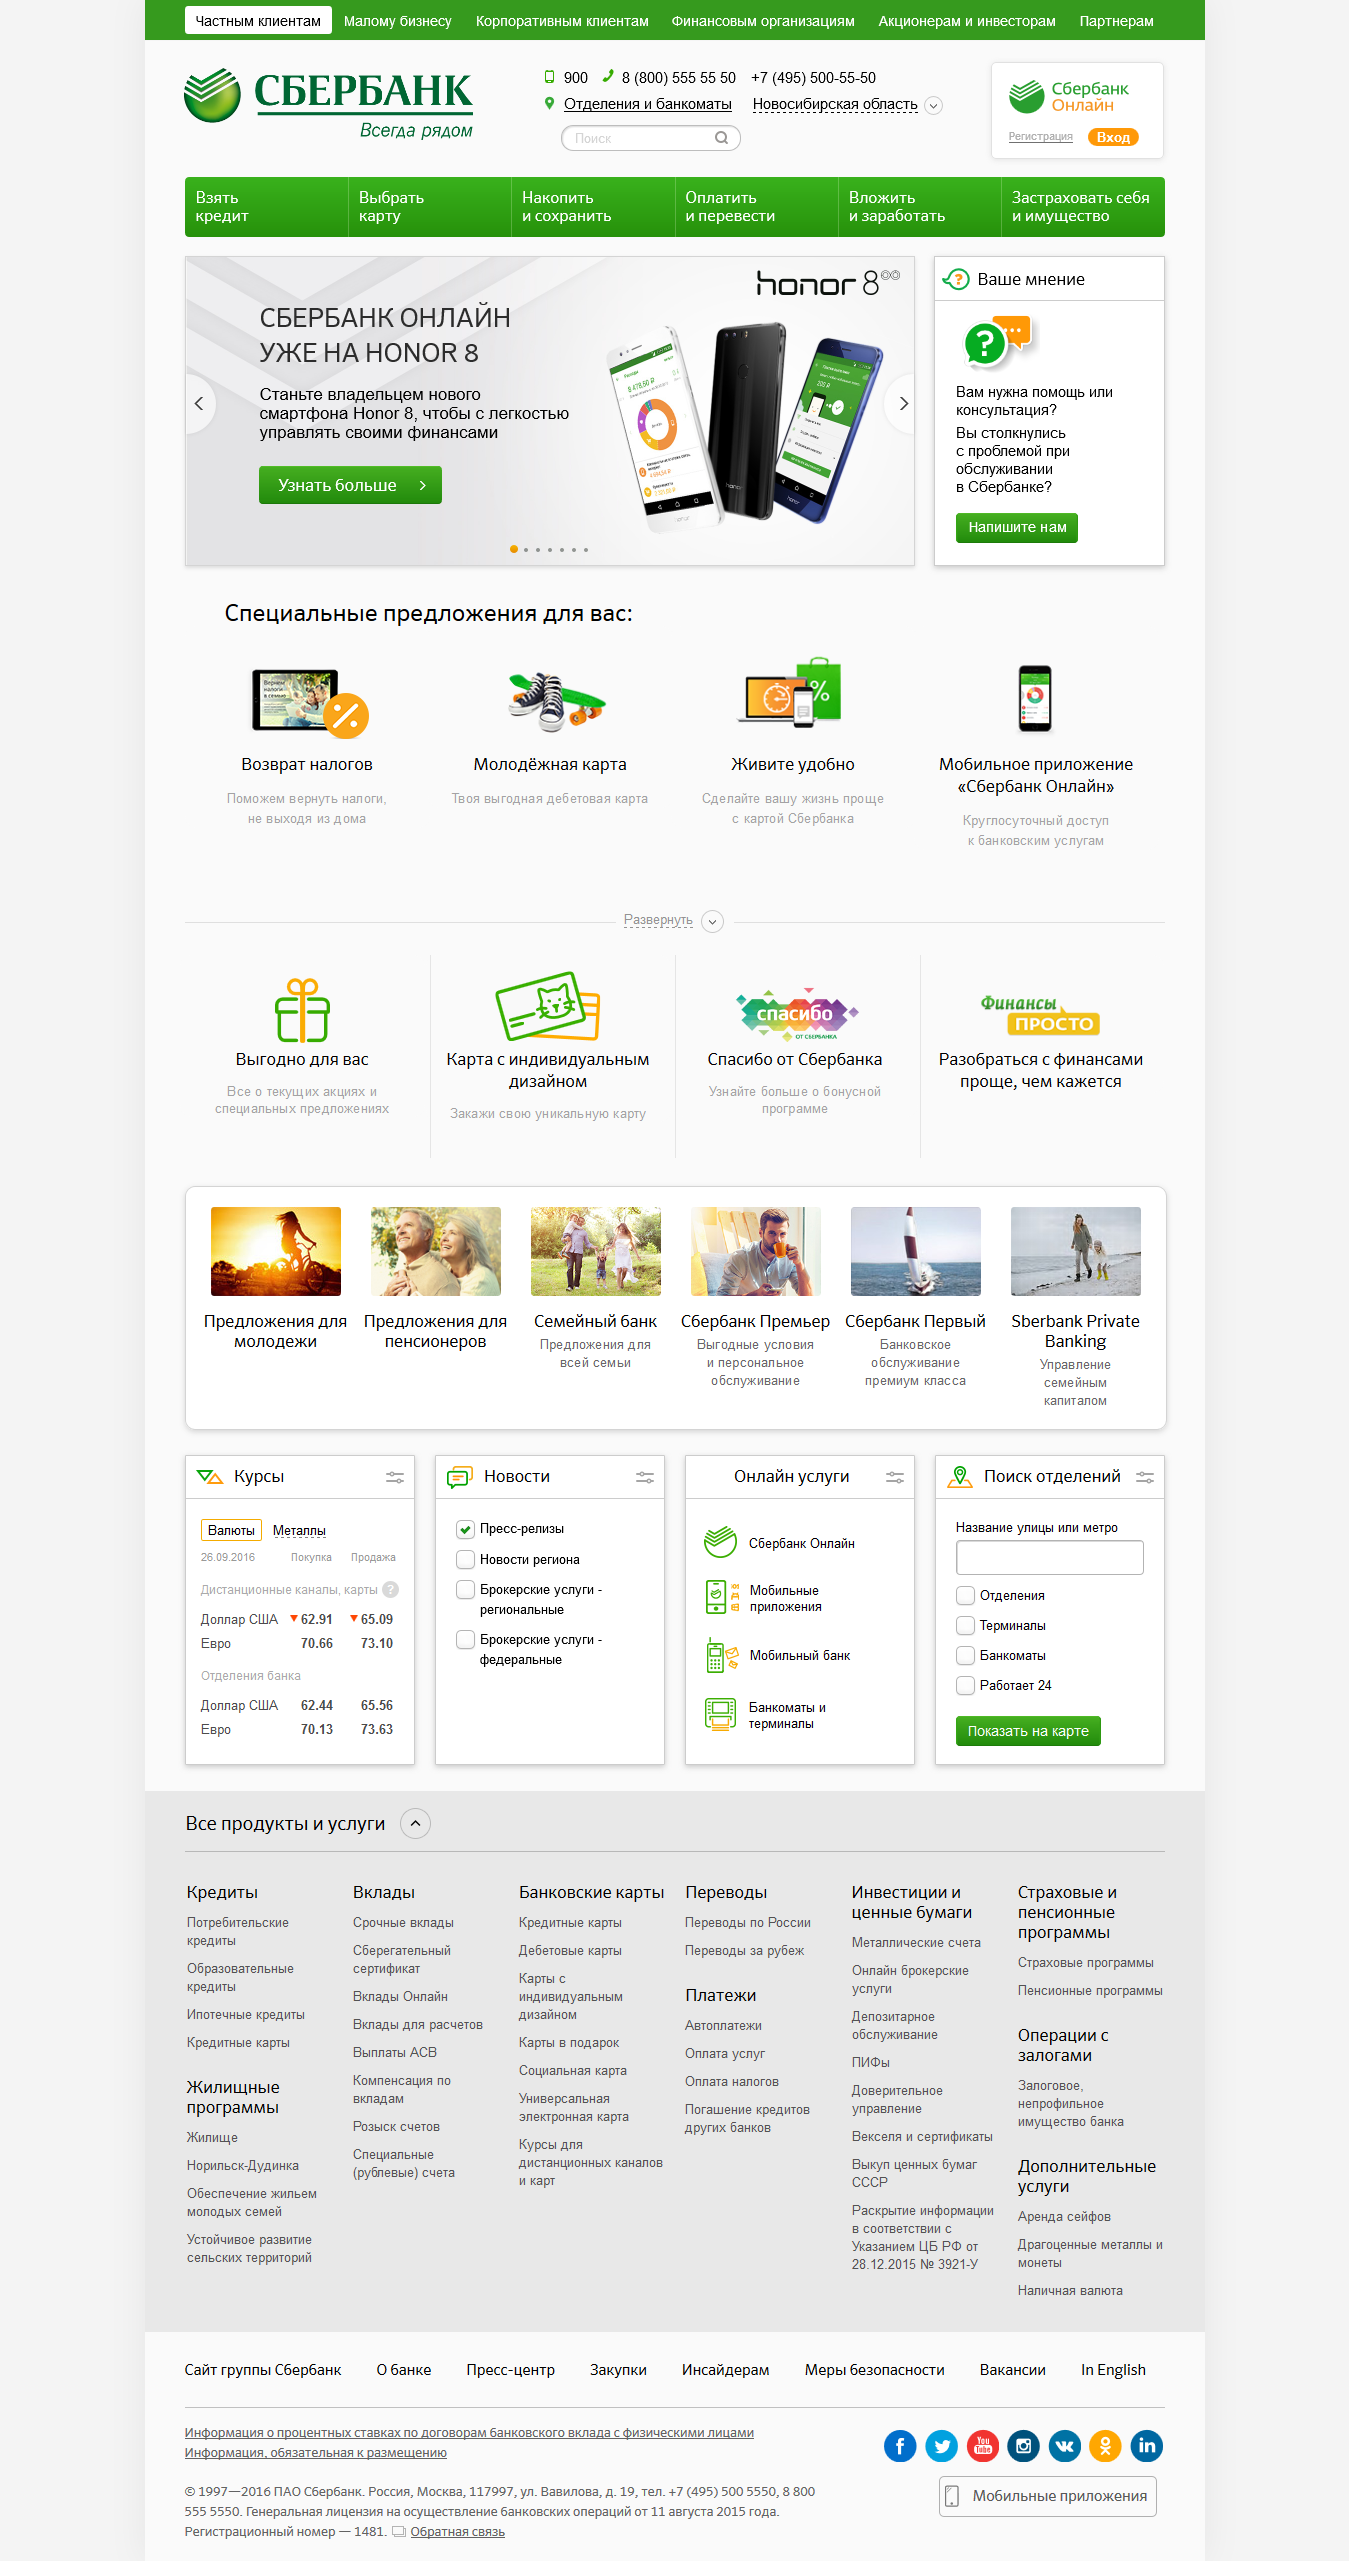 Частным клиентам Малому бизнесу Корпоративным клиентам Финансовым организациям Акционерам и инвесторам Партнерам
СБЕРБАНК
Всегда рядом
900 8 (800) 555 55 50 +7 (495) 500-55-50
Отделения и банкоматы Новосибирская область
Поиск
Сбербанк
Онлайн
Регистрация Вход
Взять
кредит
Выбрать
карту
Накопить
и сохранить
Оплатить
и перевести
Вложить
и заработать
Застраховать себя
и имущество
honor 8
СБЕРБАНК ОНЛАЙН
УЖЕ НА HONOR 8
Станьте владельцем нового
смартфона Honor 8, чтобы с легкостью
управлять своими финансами
Узнать больше
Ваше мнение
Вам нужна помощь или
консультация?
Вы столкнулись
с проблемой при
обслуживании
в Сбербанке?
Напишите нам
Специальные предложения для вас:
Возврат налогов
Поможем вернуть налоги,
не выходя из дома
Молодёжная карта
Твоя выгодная дебетовая карта
Живите удобно
Сделайте вашу жизнь проще
с картой Сбербанка
Мобильное приложение
«Сбербанк Онлайн»
Круглосуточный доступ
к банковским услугам
Развернуть
Выгодно для вас
Все о текущих акциях и
специальных предложениях
Карта с индивидуальным
дизайном
Закажи свою уникальную карту
спасибо
ОТ СБЕРБАНКА
Спасибо от Сбербанка
Узнайте больше о бонусной
программе
Финансы
ПРОСТО
Разобраться с финансами
проще, чем кажется
Предложения для
молодежи
Предложения для
пенсионеров
Семейный банк
Предложения для
всей семьи
Сбербанк Премьер
Выгодные условия
и персональное
обслуживание
Сбербанк Первый
Банковское
обслуживание
премиум класса
Sberbank Private
Banking
Управление
семейным
капиталом
Курсы
Валюты Металлы
26.09.2016 Покупка Продажа
Дистанционные каналы, карты ?
Доллар США 62.91 65.09
Евро 70.66 73.10
Отделения банка
Доллар США 62.44 65.56
Евро 70.13 73.63
Новости
Пресс-релизы
Новости региона
Брокерские услуги -
региональные
Брокерские услуги -
федеральные
Онлайн услуги
Сбербанк Онлайн
Мобильные
приложения
Мобильный банк
Банкоматы и
терминалы
Поиск отделений
Название улицы или метро
Отделения
Терминалы
Банкоматы
Работает 24
Показать на карте
Все продукты и услуги
Кредиты
Потребительские
кредиты
Образовательные
кредиты
Ипотечные кредиты
Кредитные карты
Жилищные
программы
Жилище
Норильск-Дудинка
Обеспечение жильем
молодых семей
Устойчивое развитие
сельских территорий
Вклады
Срочные вклады
Сберегательный
сертификат
Вклады Онлайн
Вклады для расчетов
Выплаты АСВ
Компенсация по
вкладам
Розыск счетов
Специальные
(рублевые) счета
Банковские карты
Кредитные карты
Дебетовые карты
Карты с
индивидуальным
дизайном
Карты в подарок
Социальная карта
Универсальная
электронная карта
Курсы для
дистанционных каналов
и карт
Переводы
Переводы по России
Переводы за рубеж
Платежи
Автоплатежи
Оплата услуг
Оплата налогов
Погашение кредитов
других банков
Инвестиции и
ценные бумаги
Металлические счета
Онлайн брокерские
услуги
Депозитарное
обслуживание
ПИФы
Доверительное
управление
Векселя и сертификаты
Выкуп ценных бумаг
СССР
Раскрытие информации
в соответствии с
Указанием ЦБ РФ от
28.12.2015 № 3921-У
Страховые и
пенсионные
программы
Страховые программы
Пенсионные программы
Операции с
залогами
Залоговое,
непрофильное
имущество банка
Дополнительные
услуги
Аренда сейфов
Драгоценные металлы и
монеты
Наличная валюта
Сайт группы Сбербанк О банке Пресс-центр Закупки Инсайдерам Меры безопасности Вакансии In English
Информация о процентных ставках по договорам банковского вклада с физическими лицами
Информация, обязательная к размещению
© 1997—2016 ПАО Сбербанк. Россия, Москва, 117997, ул. Вавилова, д. 19, тел. +7 (495) 500 5550, 8 800
555 5550. Генеральная лицензия на осуществление банковских операций от 11 августа 2015 года.
Регистрационный номер — 1481. Обратная связь
Мобильные приложения